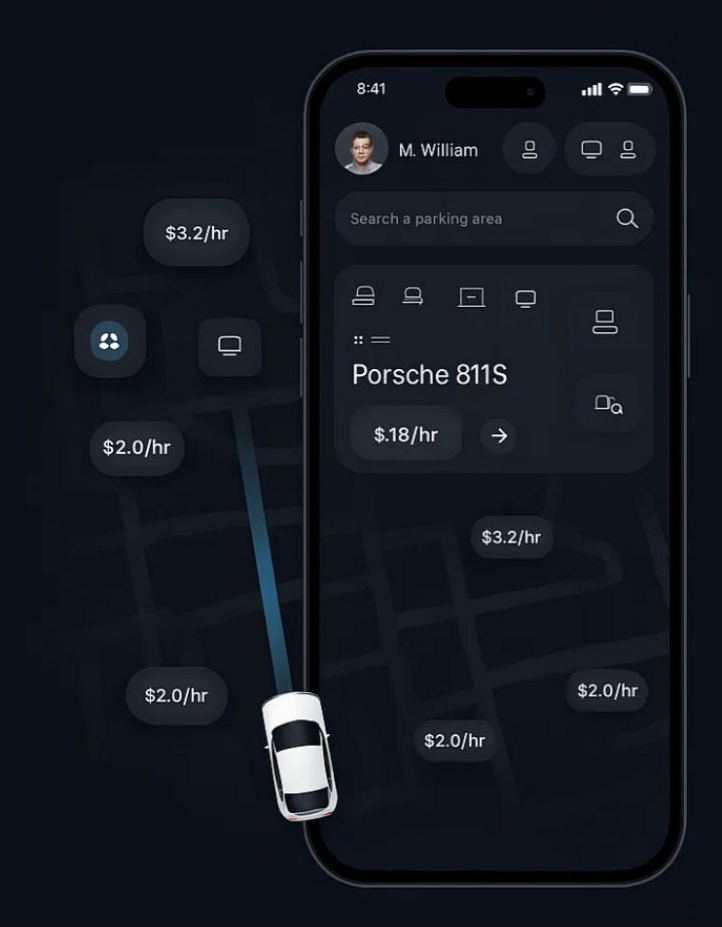 8:41
M. William
Search a parking area
$3.2/hr
Porsche 811S
$.18/hr
$2.0/hr
$3.2/hr
$2.0/hr
$2.0/hr
$2.0/hr